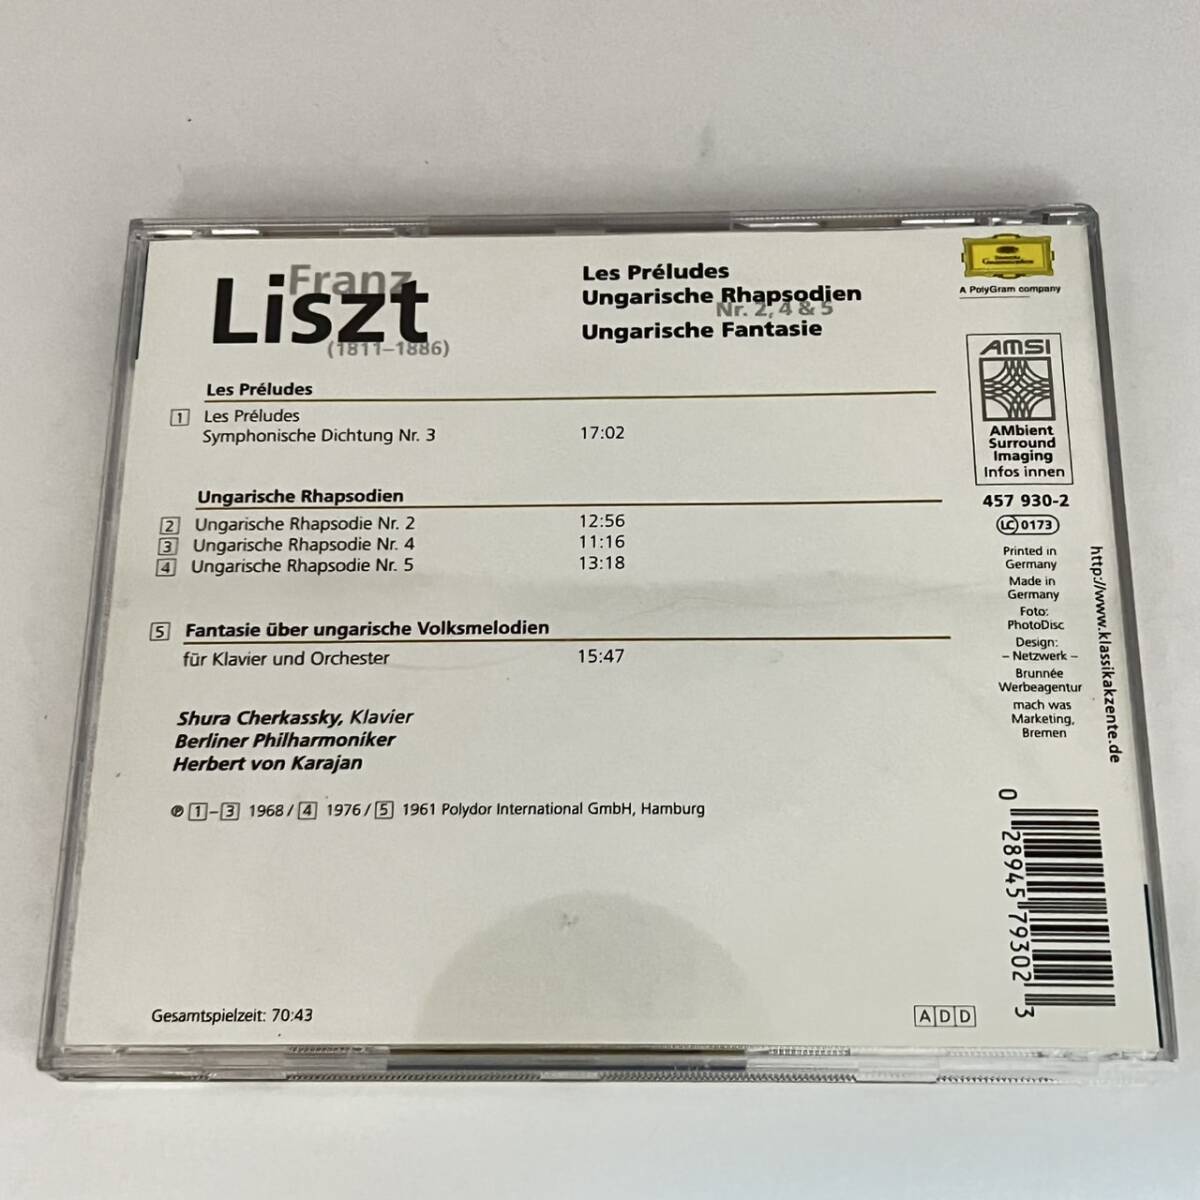 Franz
Liszt
(1811–1886)
Les Préludes
Ungarische Rhapsodien
Nr. 2, 4 & 5
Ungarische Fantasie
Deutsche
Grammophon
A PolyGram company
Les Préludes
1 Les Préludes
Symphonische Dichtung Nr. 3 17:02
Ungarische Rhapsodien
2 Ungarische Rhapsodie Nr. 2 12:56
3 Ungarische Rhapsodie Nr. 4 11:16
4 Ungarische Rhapsodie Nr. 5 13:18
5 Fantasie über ungarische Volksmelodien
für Klavier und Orchester 15:47
Shura Cherkassky, Klavier
Berliner Philharmoniker
Herbert von Karajan
℗ 1–3 1968 / 4 1976 / 5 1961 Polydor International GmbH, Hamburg
Gesamtspielzeit: 70:43
ADD
AMSI
AMbient
Surround
Imaging
Infos innen
457 930-2
LC 0173
Printed in
Germany
Made in
Germany
Foto:
PhotoDisc
Design:
– Netzwerk –
Brunnée
Werbeagentur
mach was
Marketing,
Bremen
http://www.klassikakzente.de
0 28945 79302 3